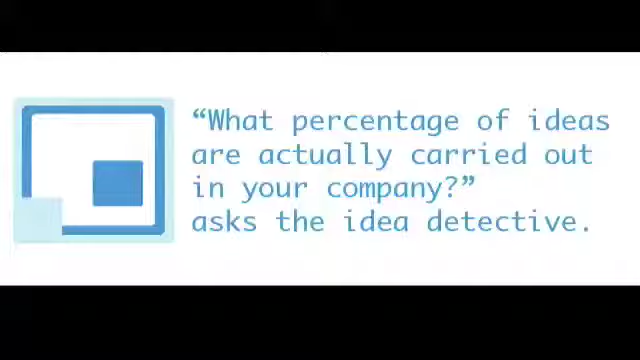 “What percentage of ideas
are actually carried out
in your company?”
asks the idea detective.